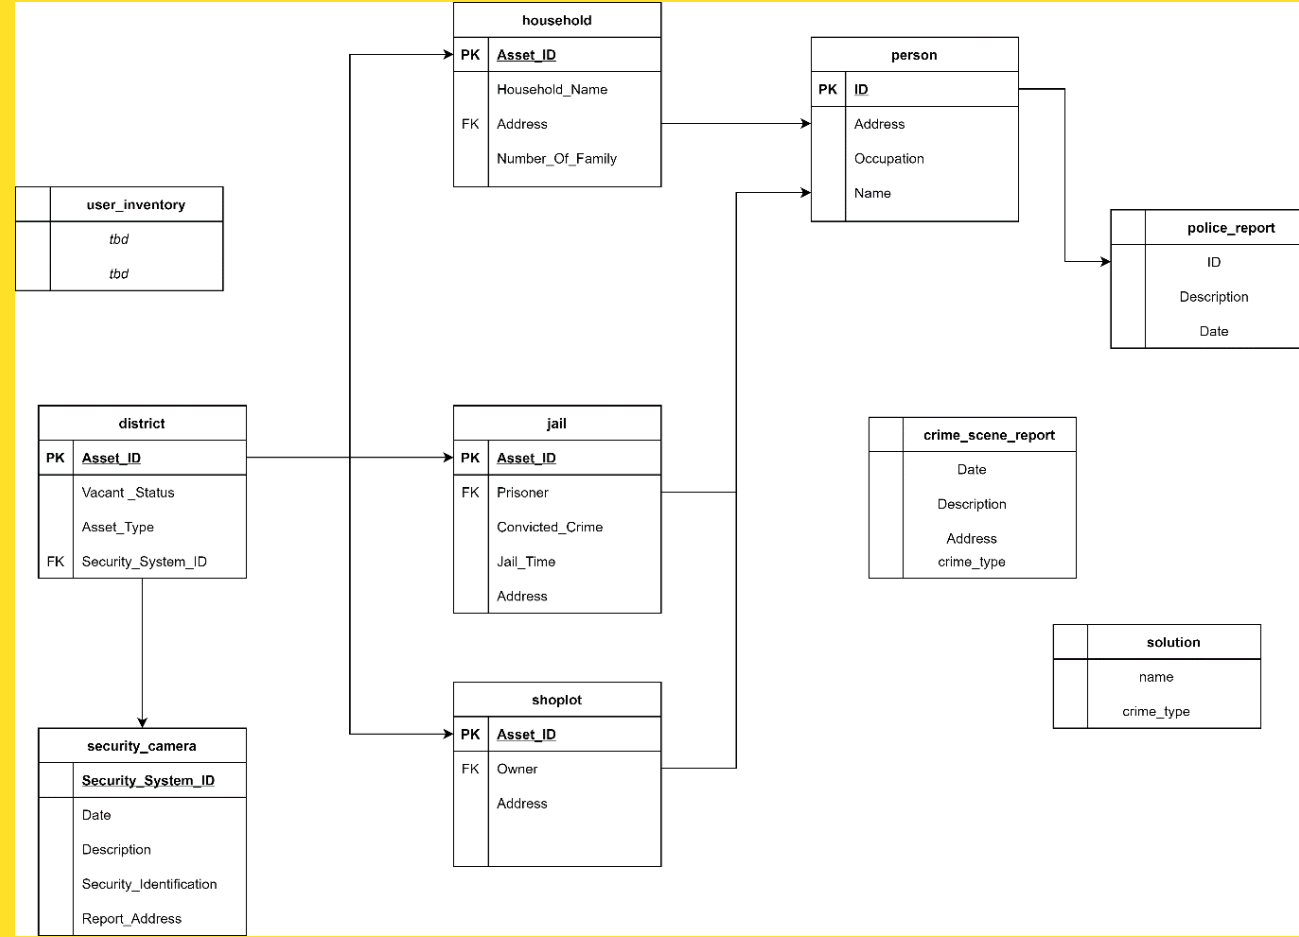 household
PK Asset_ID
Household_Name
FK Address
Number_Of_Family
person
PK ID
Address
Occupation
Name
user_inventory
tbd
tbd
police_report
ID
Description
Date
district
PK Asset_ID
Vacant _Status
Asset_Type
FK Security_System_ID
jail
PK Asset_ID
FK Prisoner
Convicted_Crime
Jail_Time
Address
crime_scene_report
Date
Description
Address
crime_type
solution
name
crime_type
shoplot
PK Asset_ID
FK Owner
Address
security_camera
Security_System_ID
Date
Description
Security_Identification
Report_Address